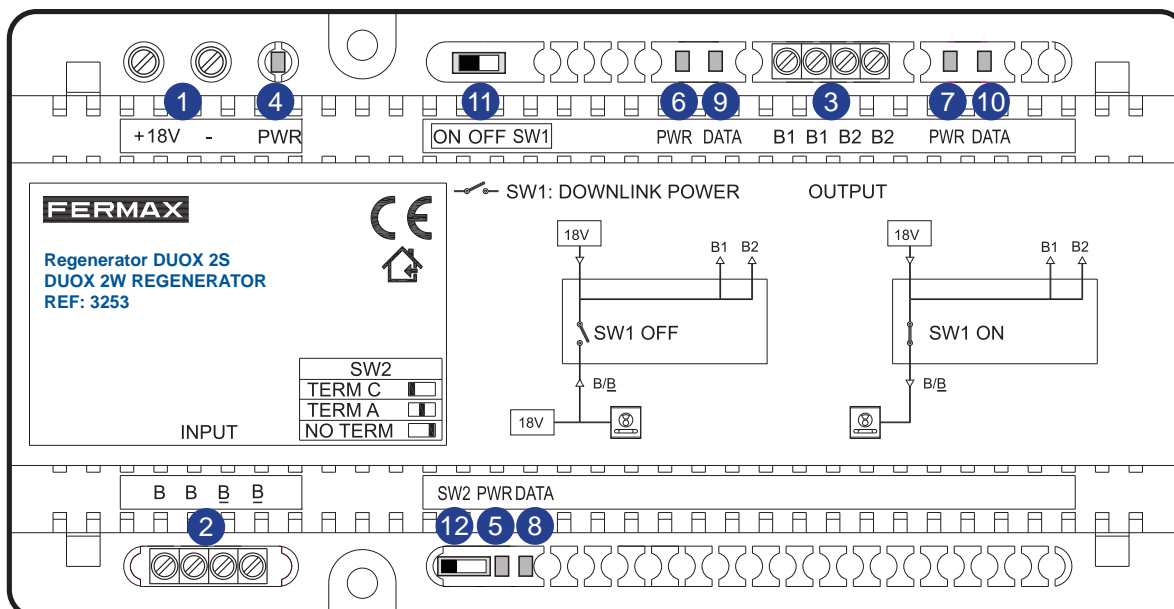 1 4 11 6 9 3 7 10
+18V - PWR ON OFF SW1 PWR DATA B1 B1 B2 B2 PWR DATA
FERMAX
CE
Regenerator DUOX 2S
DUOX 2W REGENERATOR
REF: 3253
SW2
TERM C
TERM A
NO TERM
INPUT
SW1: DOWNLINK POWER OUTPUT
18V B1 B2
SW1 OFF
B/B
18V
18V B1 B2
SW1 ON
B/B
B B B B
SW2 PWR DATA
2 12 5 8